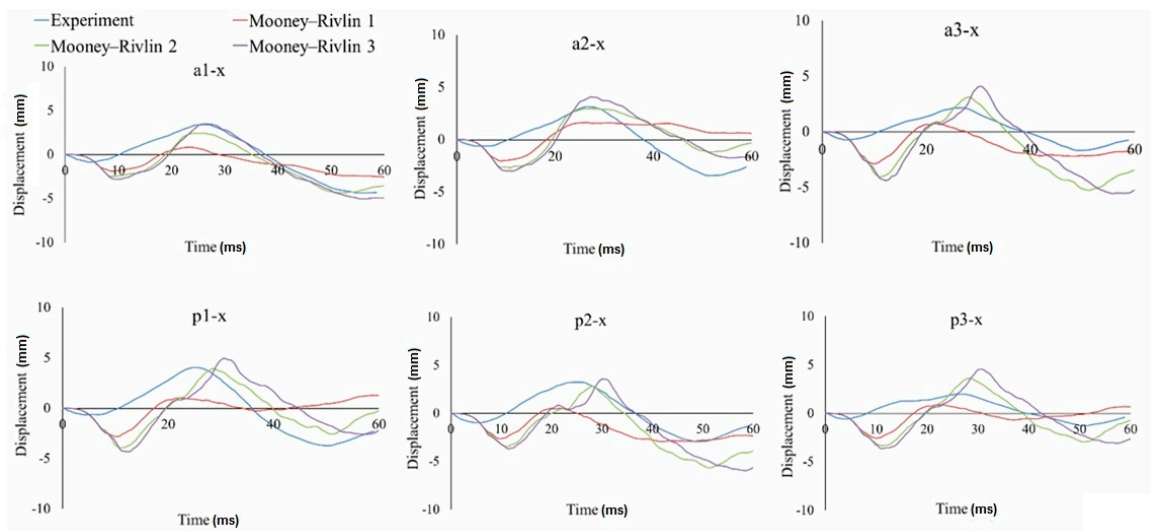 Experiment
Mooney–Rivlin 1
Mooney–Rivlin 2
Mooney–Rivlin 3
a1-x
Displacement (mm)
10
5
0
-5
-10
0
20
40
60
Time (ms)
a2-x
Displacement (mm)
10
5
0
-5
-10
0
20
40
60
Time (ms)
a3-x
Displacement (mm)
10
5
0
-5
-10
0
20
40
60
Time (ms)
p1-x
Displacement (mm)
10
5
0
-5
-10
0
20
40
60
Time (ms)
p2-x
Displacement (mm)
10
5
0
-5
-10
0
10
20
30
40
50
60
Time (ms)
p3-x
Displacement (mm)
10
5
0
-5
-10
0
10
20
30
40
50
60
Time (ms)